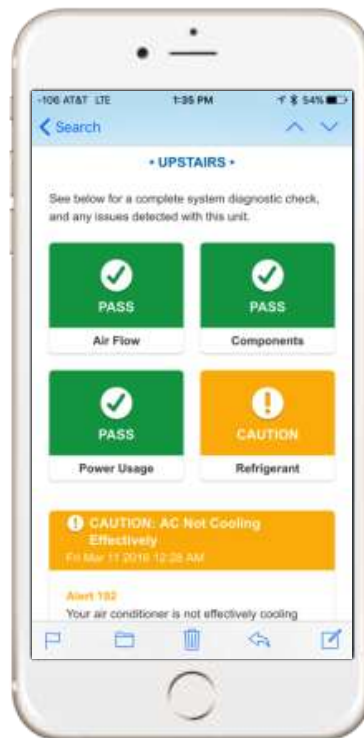 -106 AT&T LTE 1:35 PM 54%
Search
• UPSTAIRS •
See below for a complete system diagnostic check,
and any issues detected with this unit.
PASS PASS
Air Flow Components
PASS CAUTION
Power Usage Refrigerant
CAUTION: AC Not Cooling
Effectively
Fri Mar 11 2016 12:28 AM
Alert 102
Your air conditioner is not effectively cooling